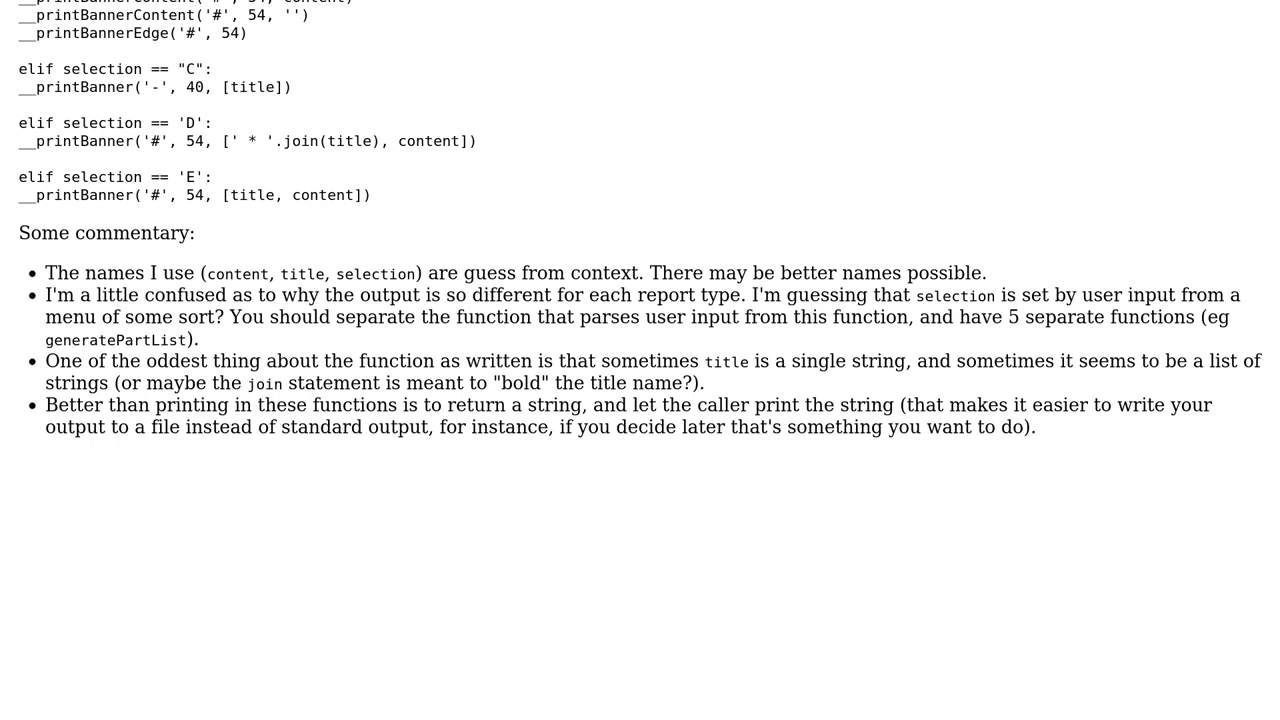 __printBannerContent('#', 54, content)
__printBannerContent('#', 54, '')
__printBannerEdge('#', 54)
elif selection == "C":
__printBanner('-', 40, [title])
elif selection == 'D':
__printBanner('#', 54, [' * '.join(title), content])
elif selection == 'E':
__printBanner('#', 54, [title, content])
Some commentary:
• The names I use (content, title, selection) are guess from context. There may be better names possible.
• I'm a little confused as to why the output is so different for each report type. I'm guessing that selection is set by user input from a
menu of some sort? You should separate the function that parses user input from this function, and have 5 separate functions (eg
generatePartList).
• One of the oddest thing about the function as written is that sometimes title is a single string, and sometimes it seems to be a list of
strings (or maybe the join statement is meant to "bold" the title name?).
• Better than printing in these functions is to return a string, and let the caller print the string (that makes it easier to write your
output to a file instead of standard output, for instance, if you decide later that's something you want to do).